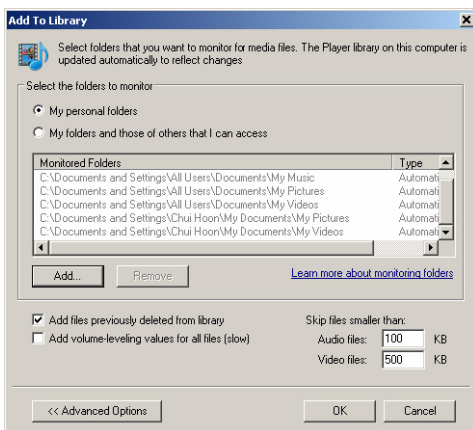 Add To Library
Select folders that you want to monitor for media files. The Player library on this computer is
updated automatically to reflect changes
Select the folders to monitor
My personal folders
My folders and those of others that I can access
Monitored Folders Type
C:\Documents and Settings\All Users\Documents\My Music Automati
C:\Documents and Settings\All Users\Documents\My Pictures Automati
C:\Documents and Settings\All Users\Documents\My Videos Automati
C:\Documents and Settings\Chui Hoon\My Documents\My Pictures Automati
C:\Documents and Settings\Chui Hoon\My Documents\My Videos Automati
Add... Remove Learn more about monitoring folders
Add files previously deleted from library
Add volume-leveling values for all files (slow)
Skip files smaller than:
Audio files: 100 KB
Video files: 500 KB
<< Advanced Options OK Cancel